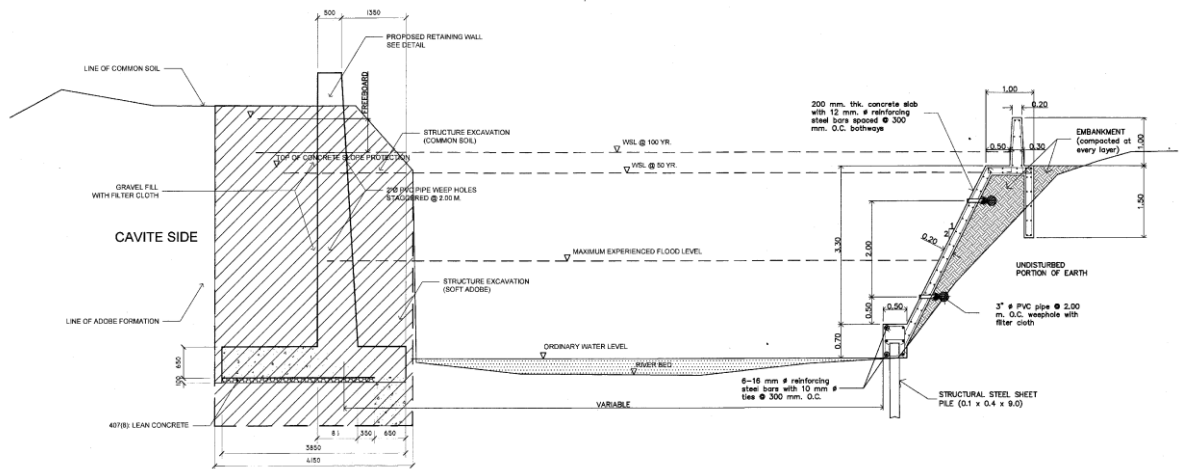 500
1350
PROPOSED RETAINING WALL
SEE DETAIL
LINE OF COMMON SOIL
FREEBOARD
STRUCTURE EXCAVATION
(COMMON SOIL)
WSL @ 100 YR.
TOP OF CONCRETE SLOPE PROTECTION
WSL @ 50 YR.
GRAVEL FILL
WITH FILTER CLOTH
2"Ø PVC PIPE WEEP HOLES
STAGGERED @ 2.00 M.
CAVITE SIDE
MAXIMUM EXPERIENCED FLOOD LEVEL
STRUCTURE EXCAVATION
(SOFT ADOBE)
LINE OF ADOBE FORMATION
ORDINARY WATER LEVEL
RIVER BED
650
100
VARIABLE
407(8): LEAN CONCRETE
350
650
3850
4150
200 mm. thk. concrete slab
with 12 mm. ø reinforcing
steel bars spaced @ 300
mm. O.C. bothways
1.00
0.20
0.50
0.30
1.00
1.50
EMBANKMENT
(compacted at
every layer)
3.30
2.00
0.50
0.70
0.20
1
2
0.50
UNDISTURBED
PORTION OF EARTH
3" ø PVC pipe @ 2.00
m. O.C. weephole with
filter cloth
6-16 mm ø reinforcing
steel bars with 10 mm ø
ties @ 300 mm. O.C.
STRUCTURAL STEEL SHEET
PILE (0.1 x 0.4 x 9.0)